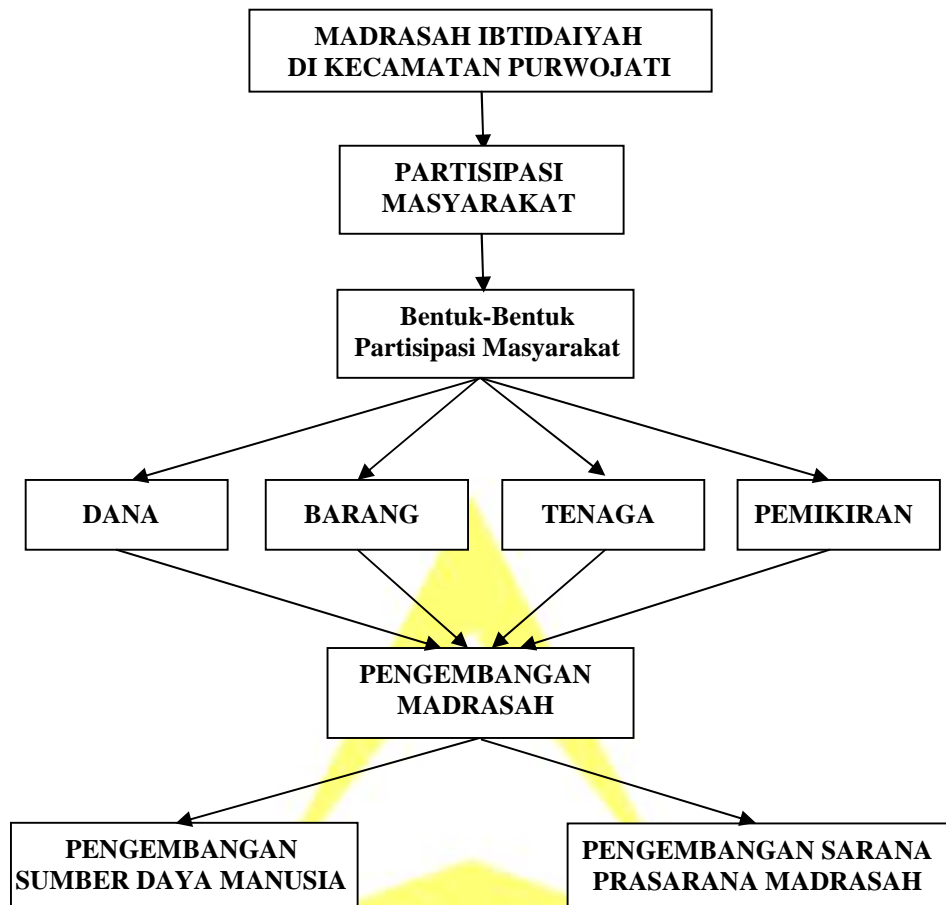 MADRASAH IBTIDAIYAH
DI KECAMATAN PURWOJATI
PARTISIPASI
MASYARAKAT
Bentuk-Bentuk
Partisipasi Masyarakat
DANA
BARANG
TENAGA
PEMIKIRAN
PENGEMBANGAN
MADRASAH
PENGEMBANGAN
SUMBER DAYA MANUSIA
PENGEMBANGAN SARANA
PRASARANA MADRASAH